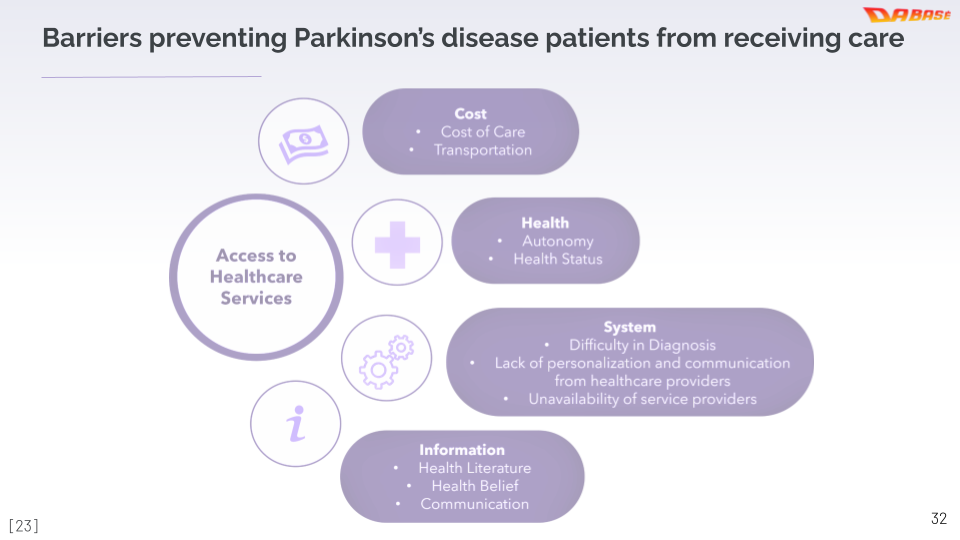 DABASE
Barriers preventing Parkinson's disease patients from receiving care
Cost
• Cost of Care
• Transportation
Access to
Healthcare
Services
Health
• Autonomy
• Health Status
System
• Difficulty in Diagnosis
• Lack of personalization and communication
from healthcare providers
• Unavailability of service providers
i
Information
• Health Literature
• Health Belief
• Communication
[23]
32